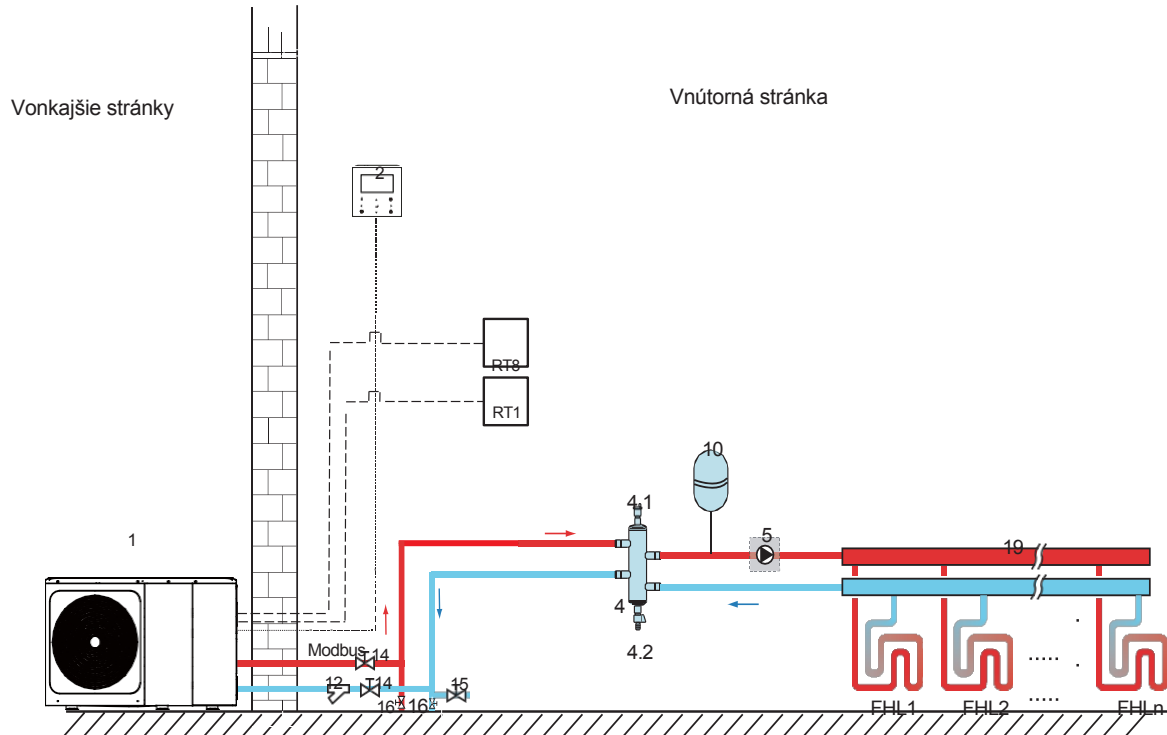 Vonkajšie stránky
Vnútorná stránka
2
RT8
RT1
10
4.1
5
19
1
4
4.2
Modbus
14
12
14
15
16
16
FHL1
FHL2
.....
.....
FHLn